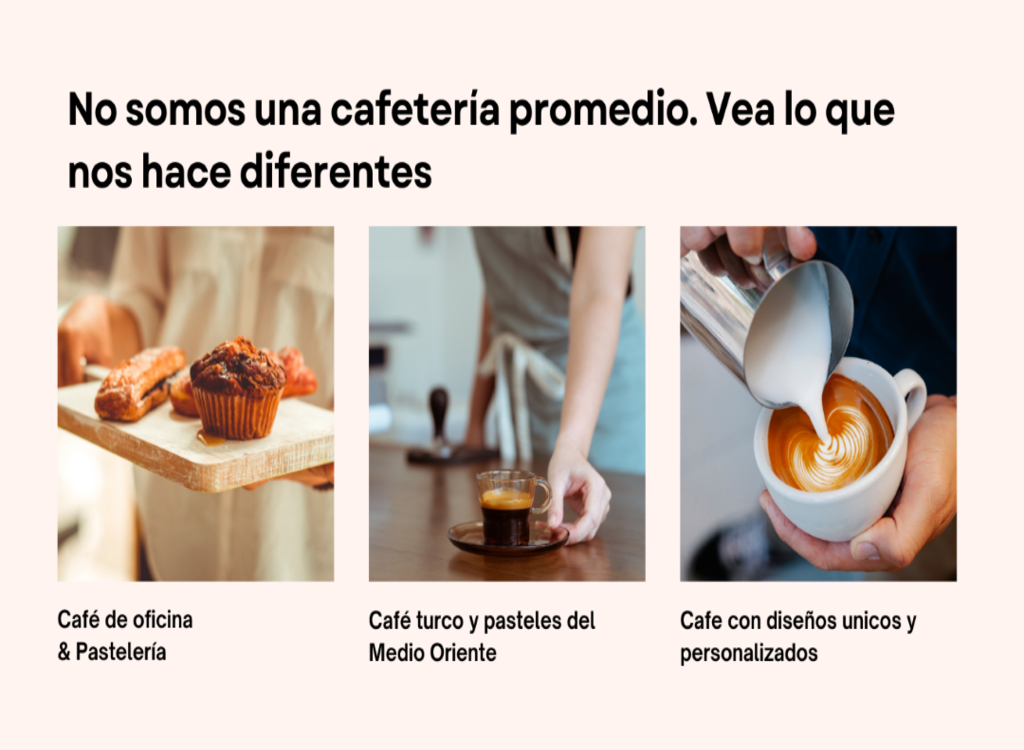 No somos una cafetería promedio. Vea lo que
nos hace diferentes
Café de oficina
& Pastelería
Café turco y pasteles del
Medio Oriente
Cafe con diseños unicos y
personalizados